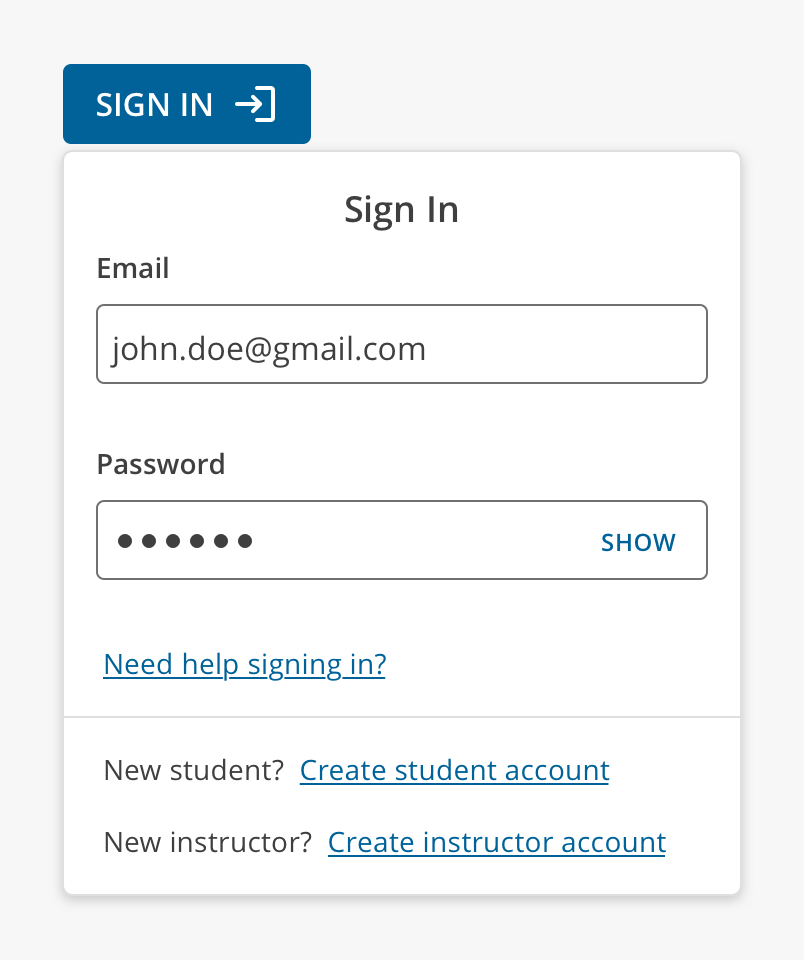 SIGN IN
Sign In
Email
john.doe@gmail.com
Password
●●●●●● SHOW
Need help signing in?
New student? Create student account
New instructor? Create instructor account